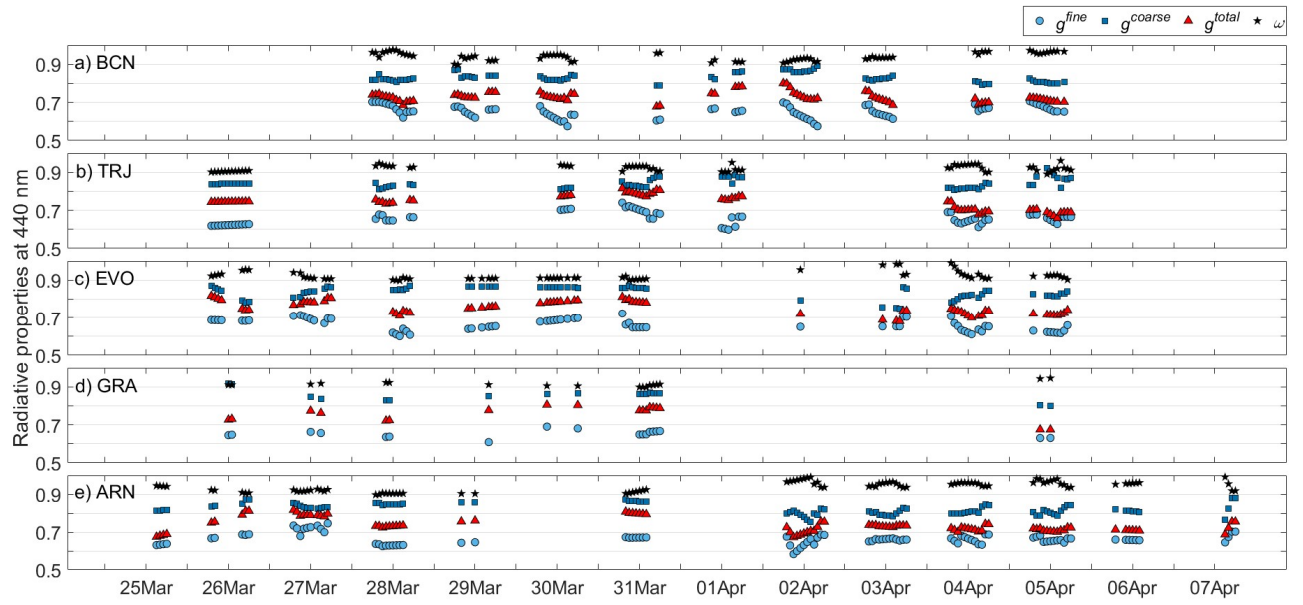 g^fine g^coarse g^total ω
Radiative properties at 440 nm
a) BCN
0.9
0.7
0.5
b) TRJ
0.9
0.7
0.5
c) EVO
0.9
0.7
0.5
d) GRA
0.9
0.7
0.5
e) ARN
0.9
0.7
0.5
25Mar 26Mar 27Mar 28Mar 29Mar 30Mar 31Mar 01Apr 02Apr 03Apr 04Apr 05Apr 06Apr 07Apr